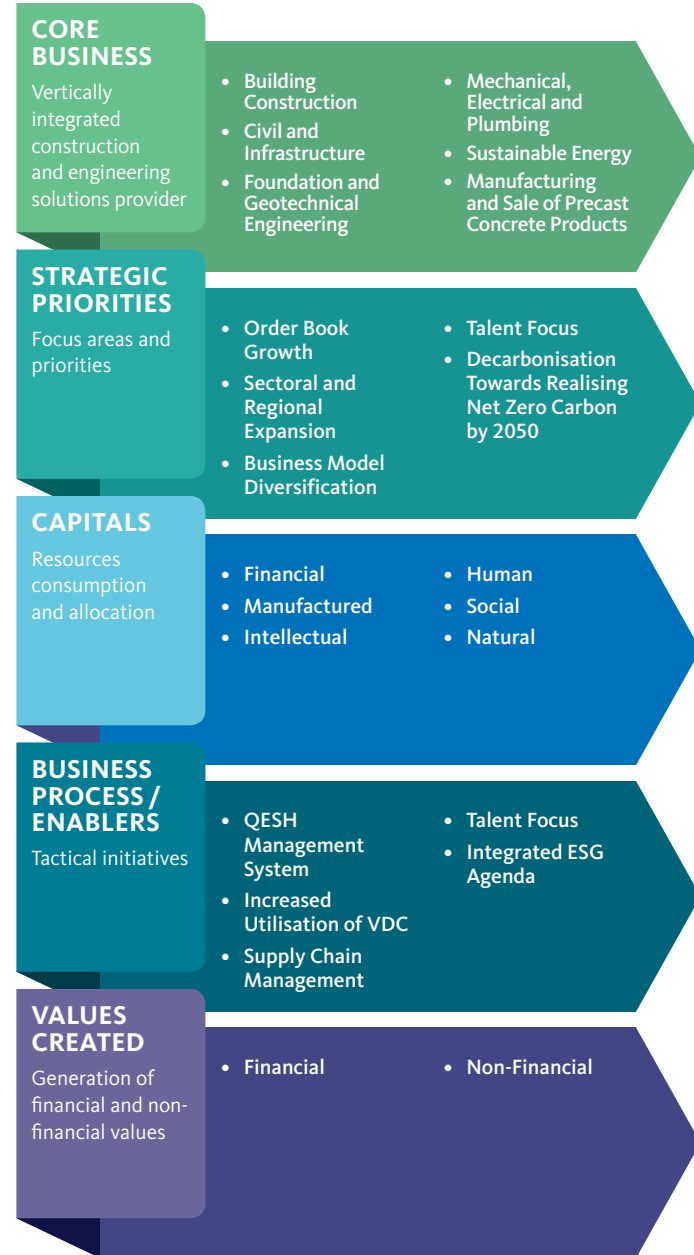 CORE
BUSINESS
Vertically
integrated
construction
and engineering
solutions provider
• Building
Construction
• Civil and
Infrastructure
• Foundation and
Geotechnical
Engineering
• Mechanical,
Electrical and
Plumbing
• Sustainable Energy
• Manufacturing
and Sale of Precast
Concrete Products
STRATEGIC
PRIORITIES
Focus areas and
priorities
• Order Book
Growth
• Sectoral and
Regional
Expansion
• Business Model
Diversification
• Talent Focus
• Decarbonisation
Towards Realising
Net Zero Carbon
by 2050
CAPITALS
Resources
consumption
and allocation
• Financial
• Manufactured
• Intellectual
• Human
• Social
• Natural
BUSINESS
PROCESS /
ENABLERS
Tactical initiatives
• QESH
Management
System
• Increased
Utilisation of VDC
• Supply Chain
Management
• Talent Focus
• Integrated ESG
Agenda
VALUES
CREATED
Generation of
financial and non-
financial values
• Financial
• Non-Financial